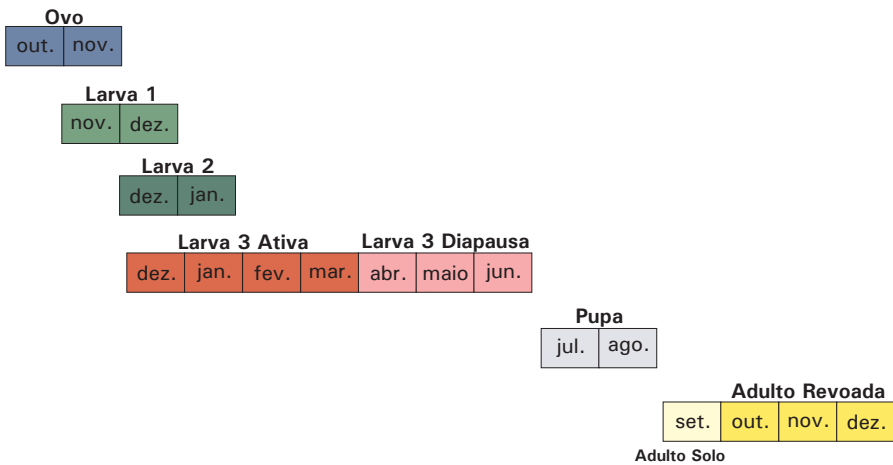 Ovo
out. nov.
Larva 1
nov. dez.
Larva 2
dez. jan.
Larva 3 Ativa Larva 3 Diapausa
dez. jan. fev. mar. abr. maio jun.
Pupa
jul. ago.
Adulto Revoada
set. out. nov. dez.
Adulto Solo